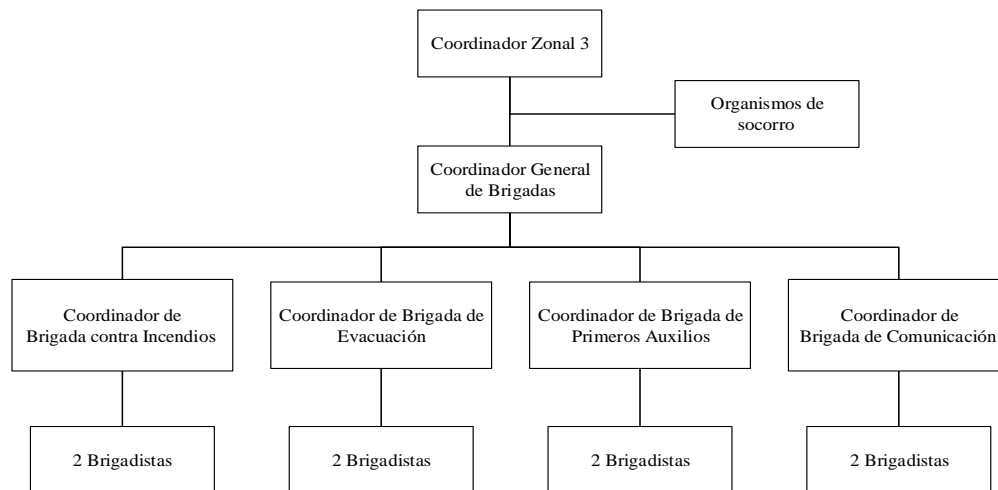 Coordinador Zonal 3
Organismos de
socorro
Coordinador General
de Brigadas
Coordinador de
Brigada contra Incendios
Coordinador de Brigada de
Evacuación
Coordinador de Brigada de
Primeros Auxilios
Coordinador de
Brigada de Comunicación
2 Brigadistas
2 Brigadistas
2 Brigadistas
2 Brigadistas